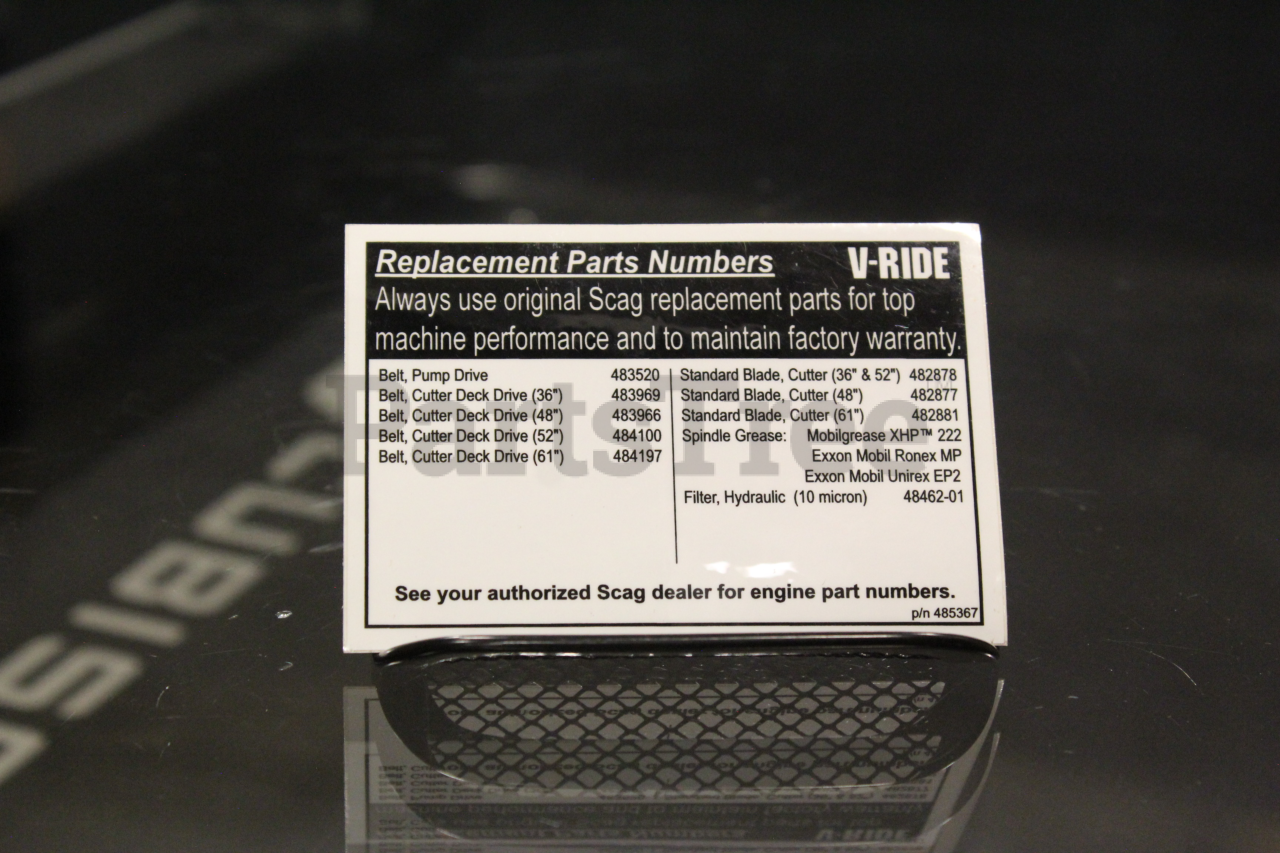 Replacement Parts Numbers V-RIDE
Always use original Scag replacement parts for top
machine performance and to maintain factory warranty.
Belt, Pump Drive 483520
Belt, Cutter Deck Drive (36") 483969
Belt, Cutter Deck Drive (48") 483966
Belt, Cutter Deck Drive (52") 484100
Belt, Cutter Deck Drive (61") 484197
Standard Blade, Cutter (36" & 52") 482878
Standard Blade, Cutter (48") 482877
Standard Blade, Cutter (61") 482881
Spindle Grease: Mobilgrease XHP™ 222
Exxon Mobil Ronex MP
Exxon Mobil Unirex EP2
Filter, Hydraulic (10 micron) 48462-01
See your authorized Scag dealer for engine part numbers.
p/n 485367
PartsTree